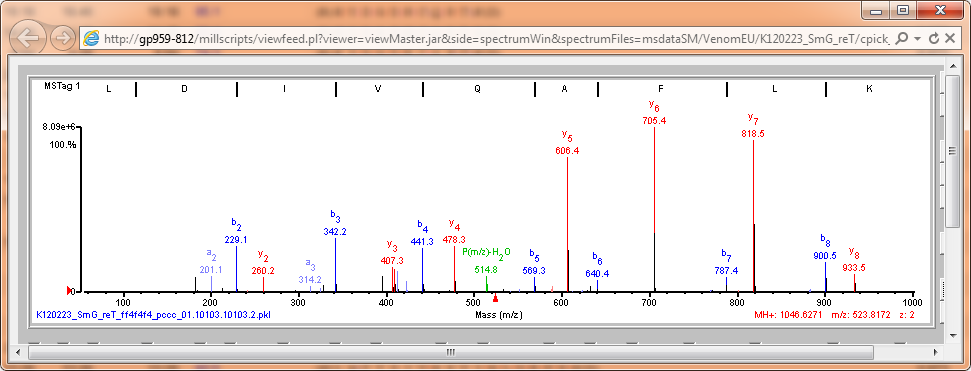 http://gp959-812/millscripts/viewfeed.pl?viewer=viewMaster.jar&side=spectrumWin&spectrumFiles=msdataSM/VenomEU/K120223_SmG_reT/cpick_
MSTag 1
L D I V Q A F L K
8.09e+6
100.%
0
y6
705.4
y7
818.5
y5
606.4
b3
342.2
b2
229.1
a2
201.1
y2
260.2
a3
314.2
y3
407.3
b4
441.3
y4
478.3
P(m/z)-H2O
514.8
b5
569.3
b6
640.4
b7
787.4
b8
900.5
y8
933.5
100 200 300 400 500 600 700 800 900 1000
K120223_SmG_reT_ff4f4f4_pccc_01.10103.10103.2.pkl Mass (m/z) MH+: 1046.6271 m/z: 523.8172 z: 2